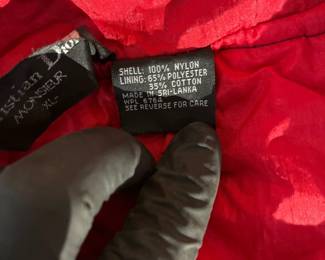 Christian Dior
MONSIEUR
XL
SHELL: 100% NYLON
LINING: 65% POLYESTER
35% COTTON
MADE IN SRI-LANKA
WPL 6764
SEE REVERSE FOR CARE